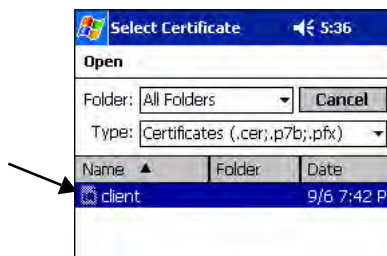 Select Certificate 5:36
Open
Folder: All Folders Cancel
Type: Certificates (.cer;.p7b;.pfx)
Name Folder Date
client 9/6 7:42 P